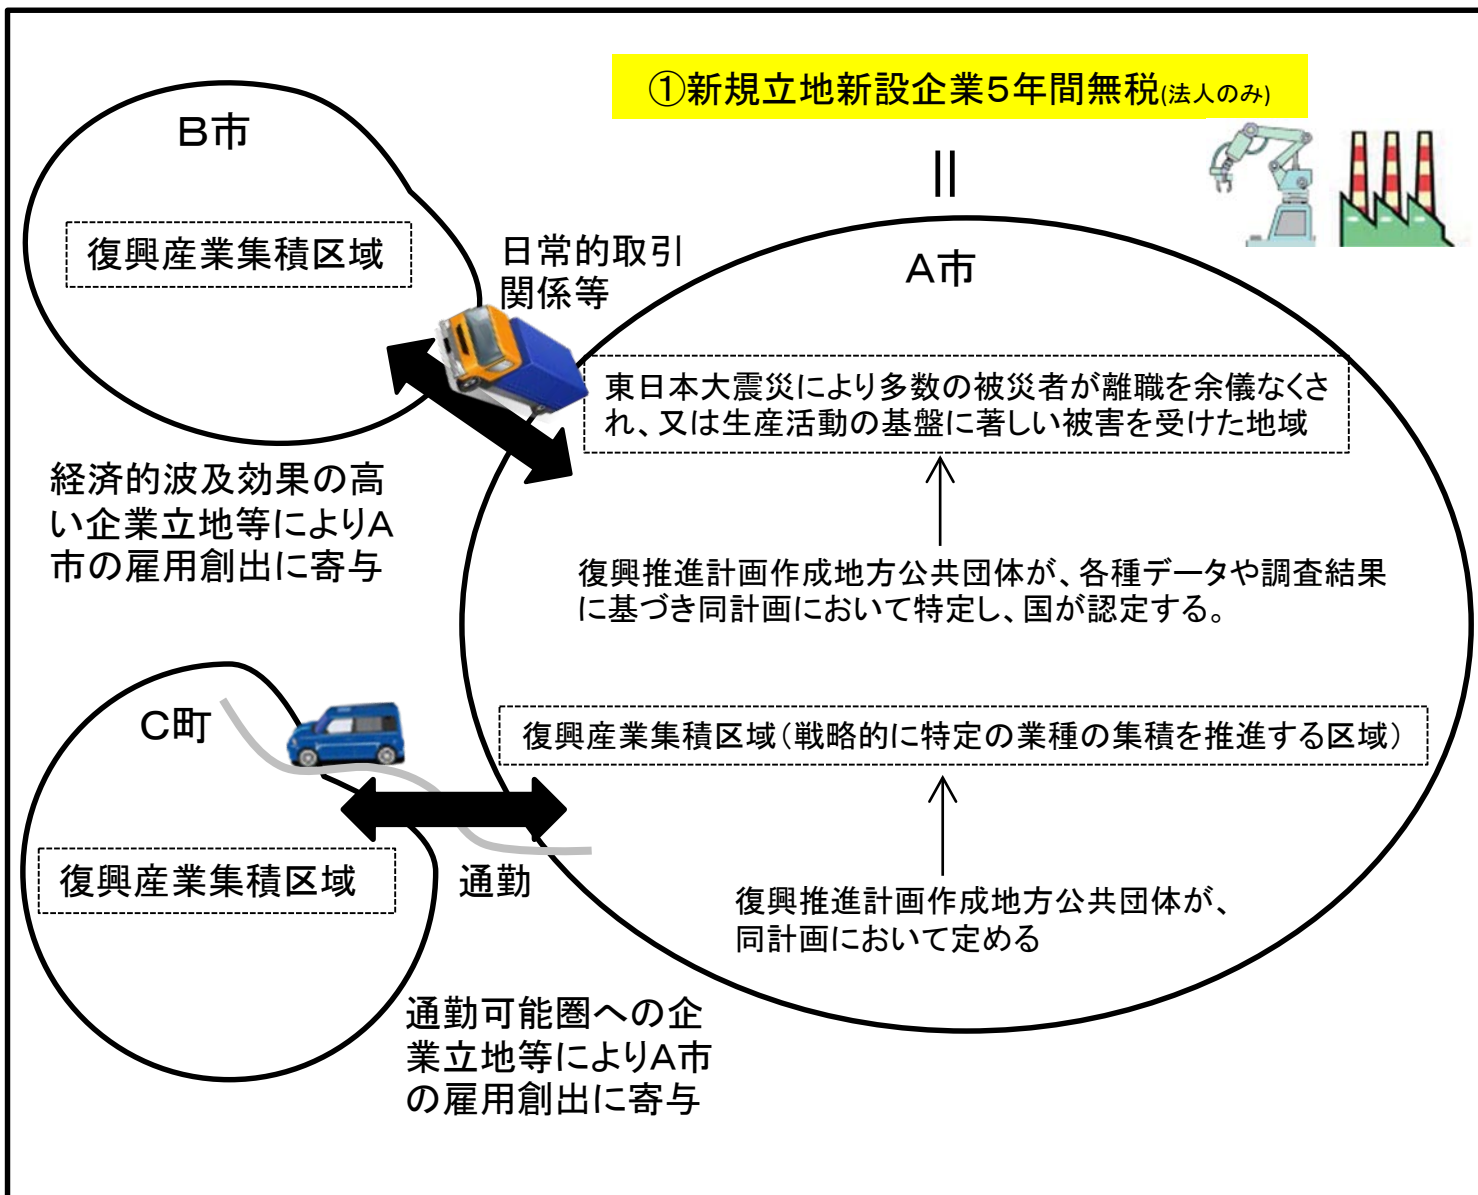 ①新規立地新設企業5年間無税(法人のみ)
B市
復興産業集積区域
日常的取引
関係等
A市
東日本大震災により多数の被災者が離職を余儀なくさ
れ、又は生産活動の基盤に著しい被害を受けた地域
経済的波及効果の高
い企業立地等によりA
市の雇用創出に寄与
復興推進計画作成地方公共団体が、各種データや調査結果
に基づき同計画において特定し、国が認定する。
C町
復興産業集積区域(戦略的に特定の業種の集積を推進する区域)
復興産業集積区域
通勤
復興推進計画作成地方公共団体が、
同計画において定める
通勤可能圏への企
業立地等によりA市
の雇用創出に寄与